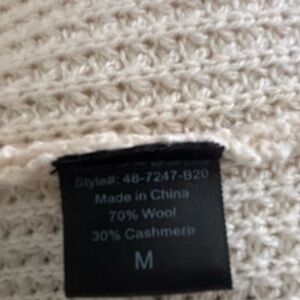 Style#: 48-7247-B20
Made in China
70% Wool
30% Cashmere
M